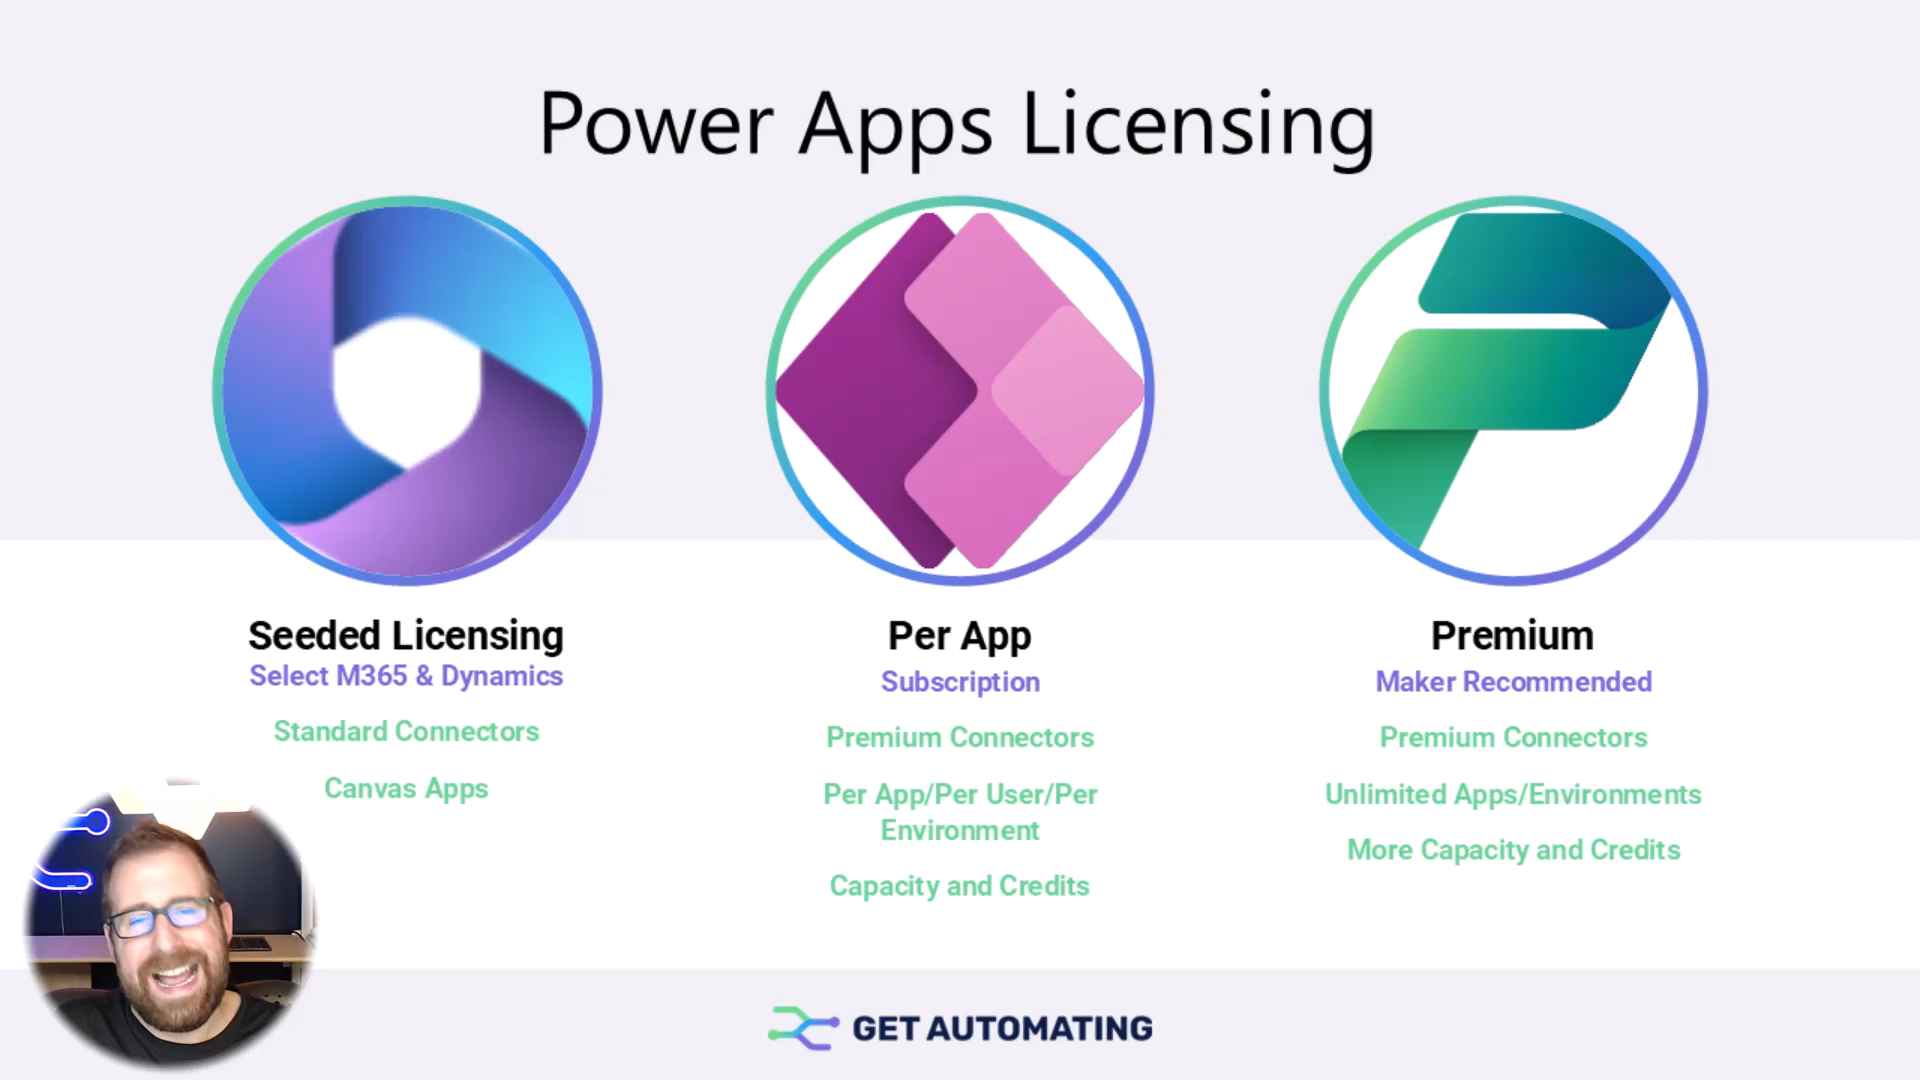 Power Apps Licensing
Seeded Licensing
Select M365 & Dynamics
Standard Connectors
Canvas Apps
Per App
Subscription
Premium Connectors
Per App/Per User/Per
Environment
Capacity and Credits
Premium
Maker Recommended
Premium Connectors
Unlimited Apps/Environments
More Capacity and Credits
GET AUTOMATING